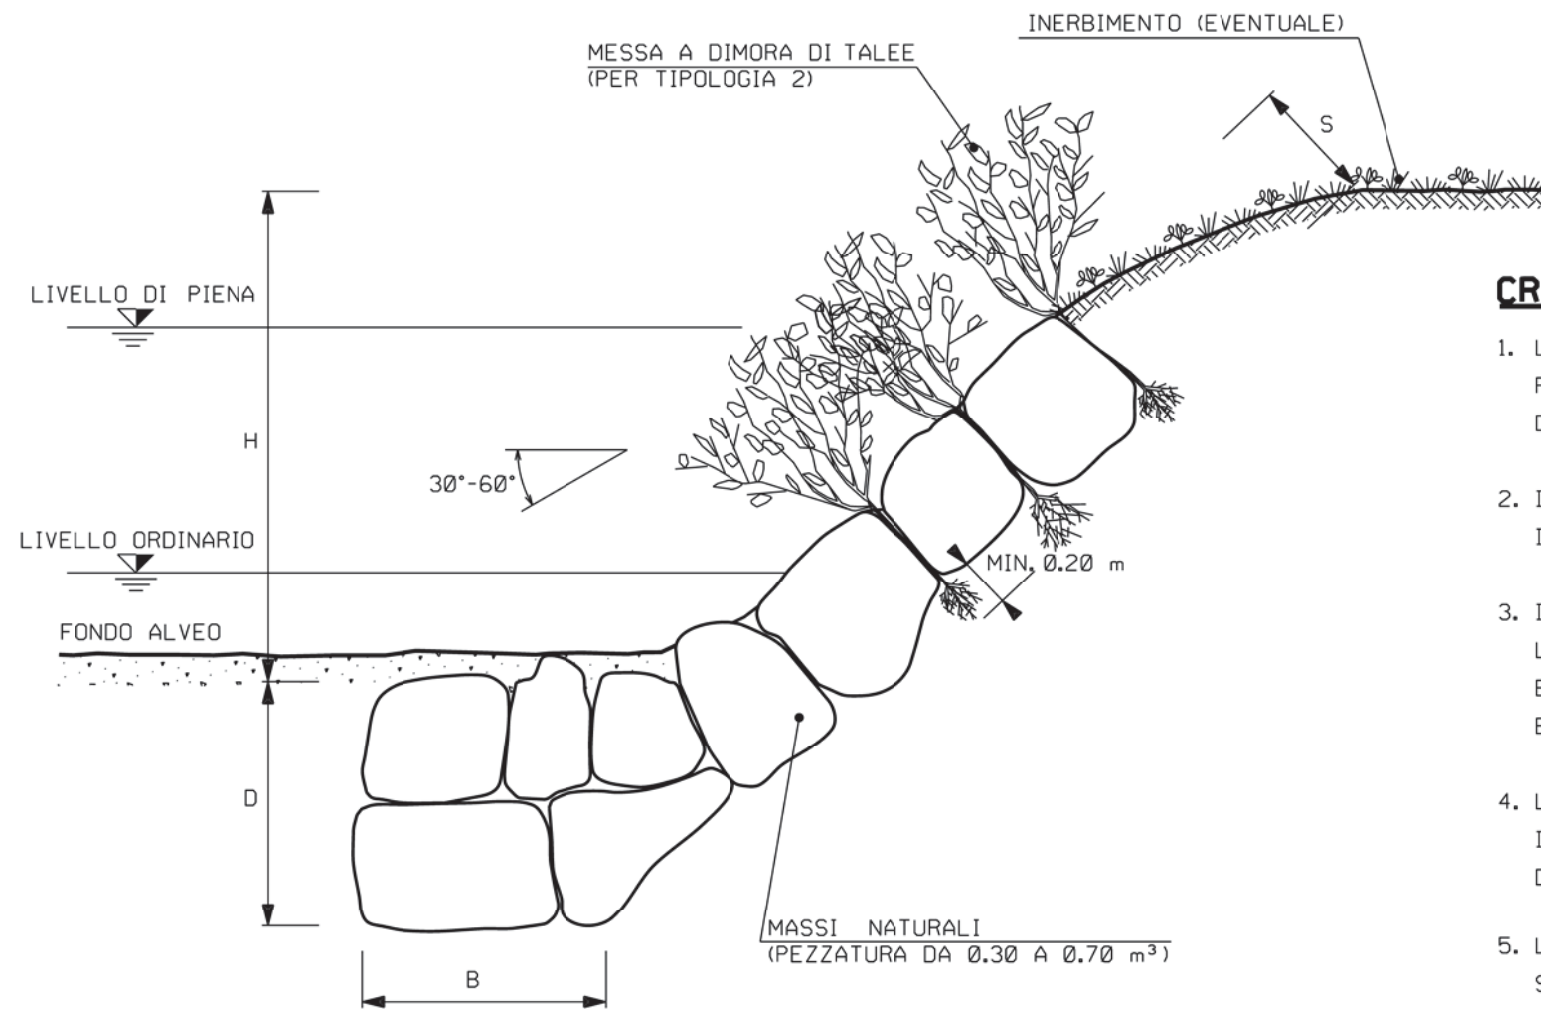 INERBIMENTO (EVENTUALE)
MESSA A DIMORA DI TALEE
(PER TIPOLOGIA 2)
S
LIVELLO DI PIENA
CR
1. L
H
30°-60°
2. I
I
LIVELLO ORDINARIO
MIN. 0.20 m
3. I
L
FONDO ALVEO
D
4. L
I
D
MASSI NATURALI
(PEZZATURA DA 0.30 A 0.70 m³)
5. L
S
B